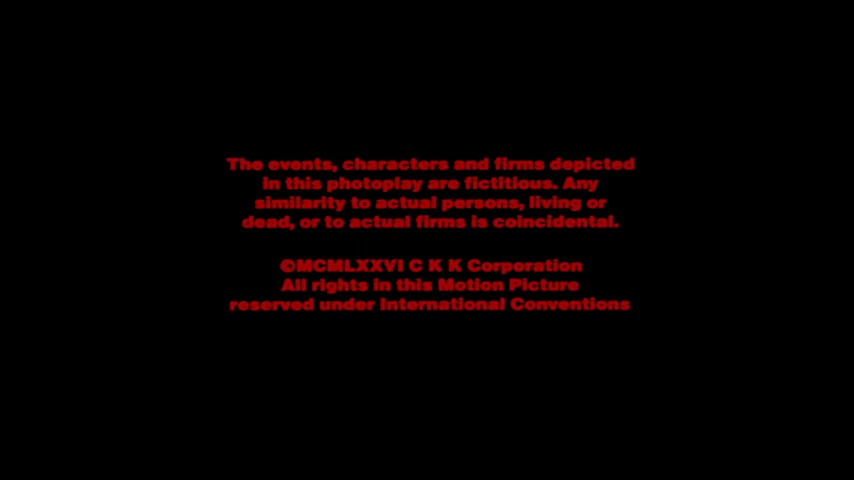 The events, characters and firms depicted
in this photoplay are fictitious. Any
similarity to actual persons, living or
dead, or to actual firms is coincidental.
©MCMLXXVI C K K Corporation
All rights in this Motion Picture
reserved under International Conventions